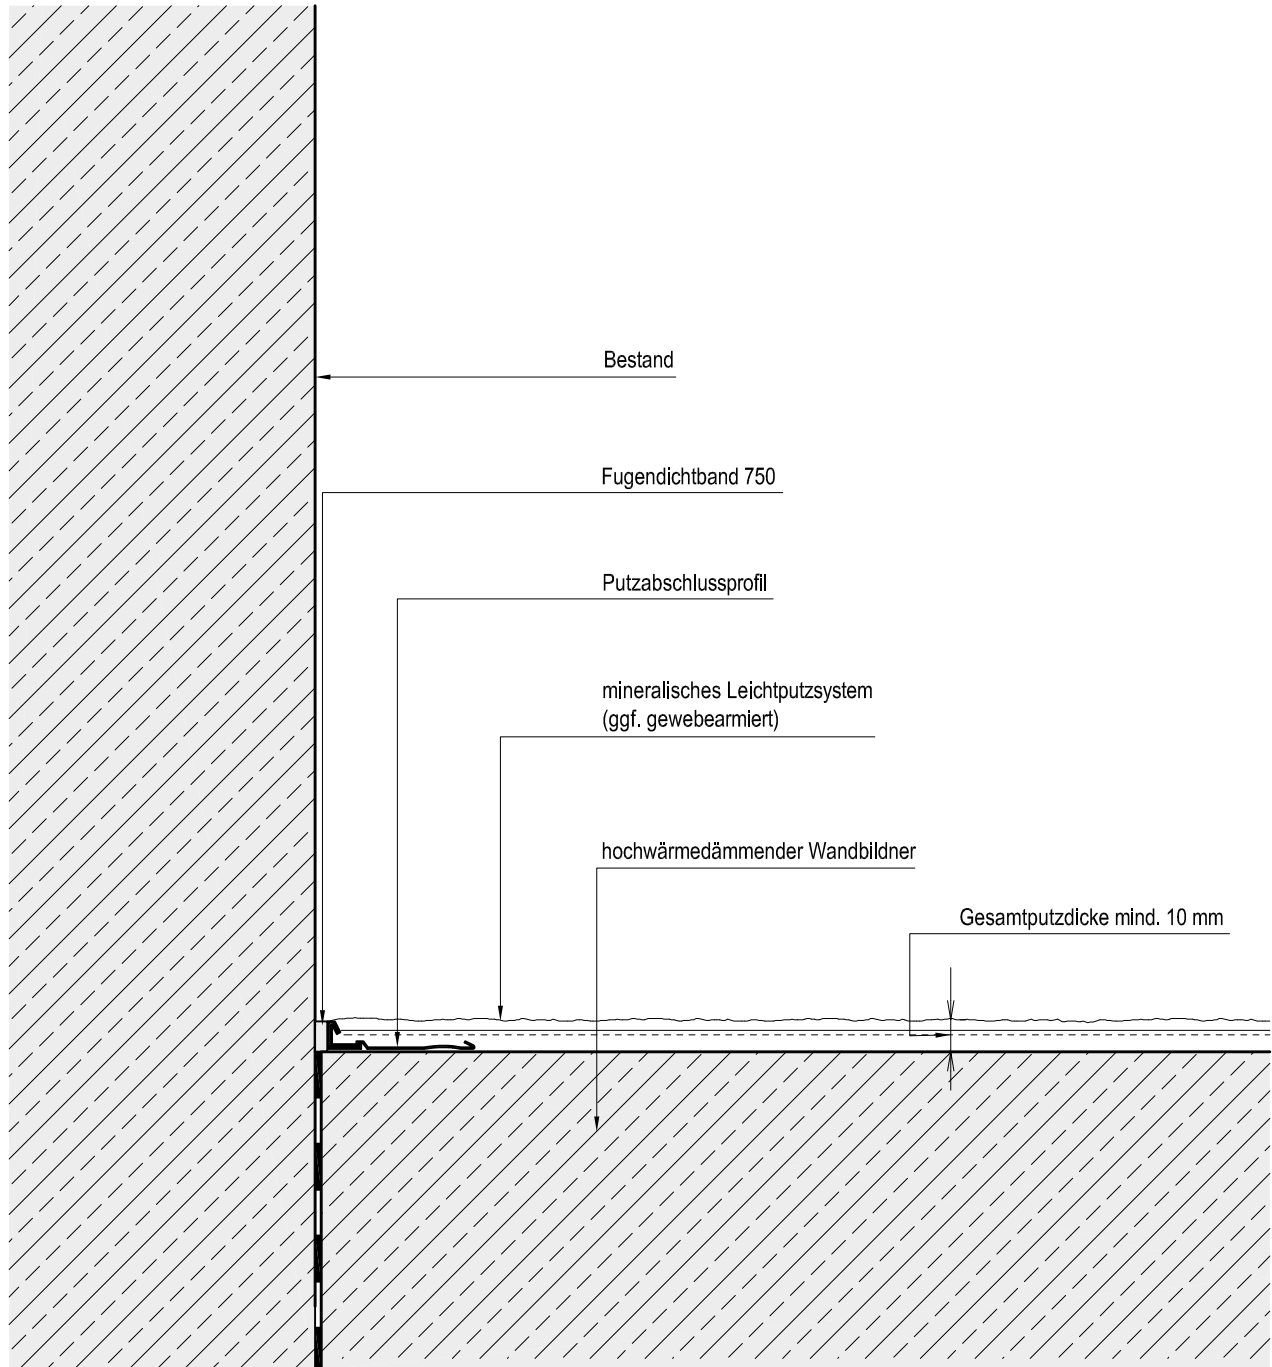 Bestand
Fugendichtband 750
Putzabschlussprofil
mineralisches Leichtputzsystem
(ggf. gewebearmiert)
hochwärmedämmender Wandbildner
Gesamtputzdicke mind. 10 mm